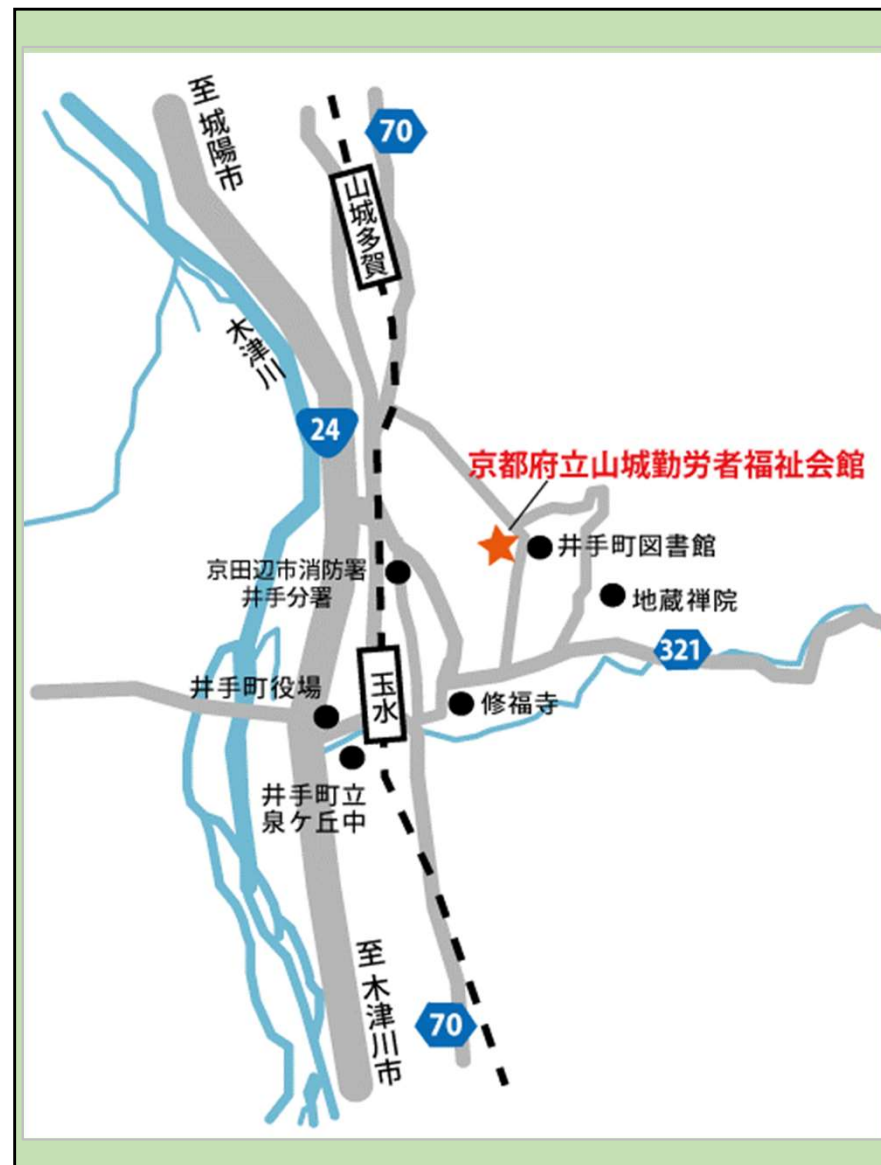 至 城陽市
70
山城多賀
木津川
24
京都府立山城勤労者福祉会館
井手町図書館
京田辺市消防署
井手分署
地蔵禅院
321
井手町役場
玉水
修福寺
井手町立
泉ケ丘中
至 木津川市
70